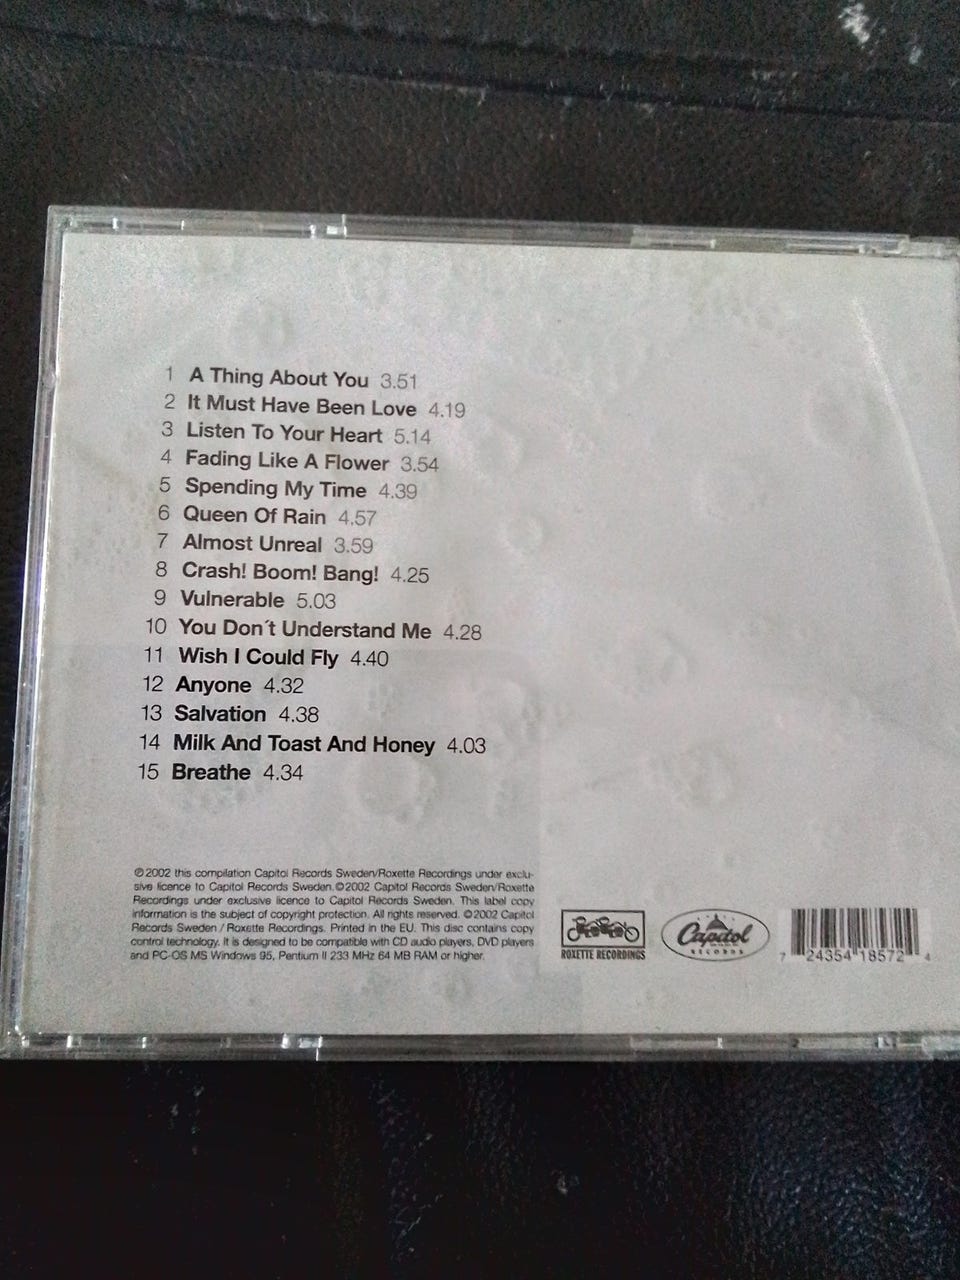 1 A Thing About You 3.51
2 It Must Have Been Love 4.19
3 Listen To Your Heart 5.14
4 Fading Like A Flower 3.54
5 Spending My Time 4.39
6 Queen Of Rain 4.57
7 Almost Unreal 3.59
8 Crash! Boom! Bang! 4.25
9 Vulnerable 5.03
10 You Don´t Understand Me 4.28
11 Wish I Could Fly 4.40
12 Anyone 4.32
13 Salvation 4.38
14 Milk And Toast And Honey 4.03
15 Breathe 4.34
℗2002 this compilation Capitol Records Sweden/Roxette Recordings under exclu-
sive licence to Capitol Records Sweden.©2002 Capitol Records Sweden/Roxette
Recordings under exclusive licence to Capitol Records Sweden. This label copy
information is the subject of copyright protection. All rights reserved. ©2002 Capitol
Records Sweden / Roxette Recordings. Printed in the EU. This disc contains copy
control technology. It is designed to be compatible with CD audio players, DVD players
and PC-OS MS Windows 95, Pentium II 233 MHz 64 MB RAM or higher.
ROXETTE RECORDINGS
Capitol
RECORDS
7 24354 18572 4